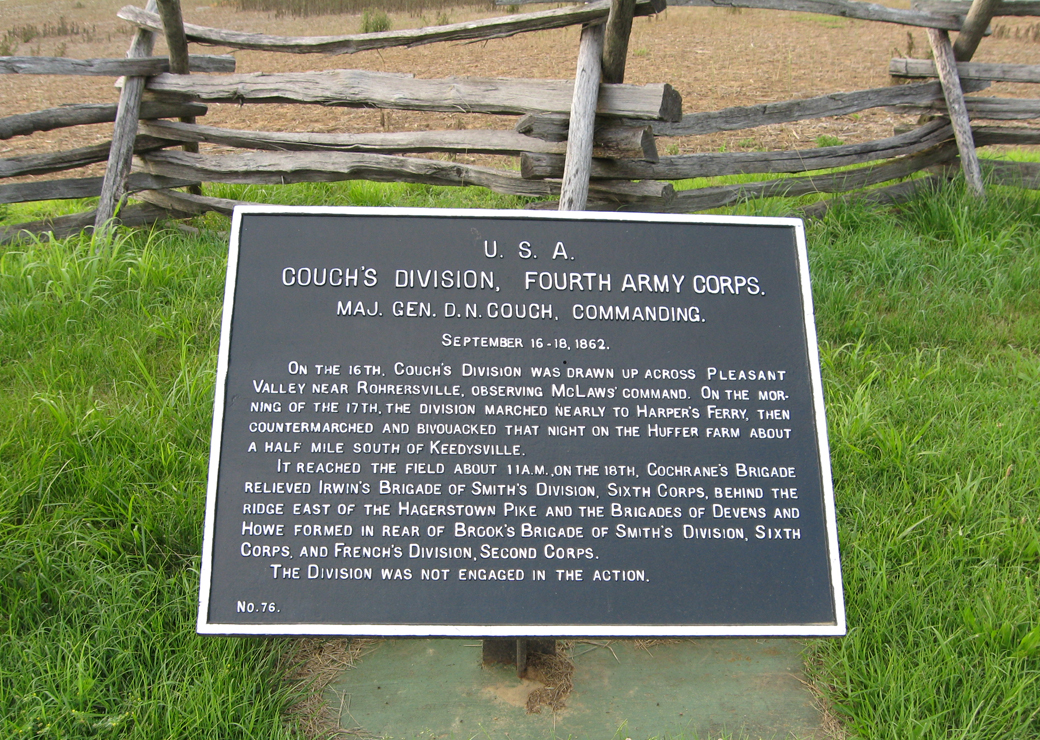 U. S. A.
COUCH'S DIVISION, FOURTH ARMY CORPS.
MAJ. GEN. D. N. COUCH, COMMANDING.
SEPTEMBER 16-18, 1862.
ON THE 16TH, COUCH'S DIVISION WAS DRAWN UP ACROSS PLEASANT
VALLEY NEAR ROHRERSVILLE, OBSERVING MCLAWS' COMMAND. ON THE MOR-
NING OF THE 17TH, THE DIVISION MARCHED NEARLY TO HARPER'S FERRY, THEN
COUNTERMARCHED AND BIVOUACKED THAT NIGHT ON THE HUFFER FARM ABOUT
A HALF MILE SOUTH OF KEEDYSVILLE.
IT REACHED THE FIELD ABOUT 11 A.M., ON THE 18TH, COCHRANE'S BRIGADE
RELIEVED IRWIN'S BRIGADE OF SMITH'S DIVISION, SIXTH CORPS, BEHIND THE
RIDGE EAST OF THE HAGERSTOWN PIKE AND THE BRIGADES OF DEVENS AND
HOWE FORMED IN REAR OF BROOK'S BRIGADE OF SMITH'S DIVISION, SIXTH
CORPS, AND FRENCH'S DIVISION, SECOND CORPS.
THE DIVISION WAS NOT ENGAGED IN THE ACTION.
NO. 76.